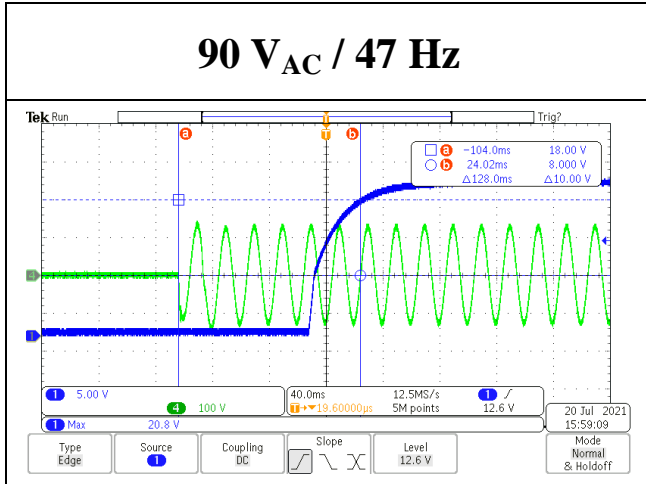 90 VAC / 47 Hz
Tek Run Trig?
a T b
a −104.0ms 18.00 V
b 24.02ms 8.000 V
Δ128.0ms Δ10.00 V
4
1
1 5.00 V
4 100 V
40.0ms 12.5MS/s 1
T→▼19.60000µs 5M points 12.6 V
1 Max 20.8 V
20 Jul 2021
15:59:09
Type Edge
Source 1
Coupling DC
Slope
Level 12.6 V
Mode Normal & Holdoff